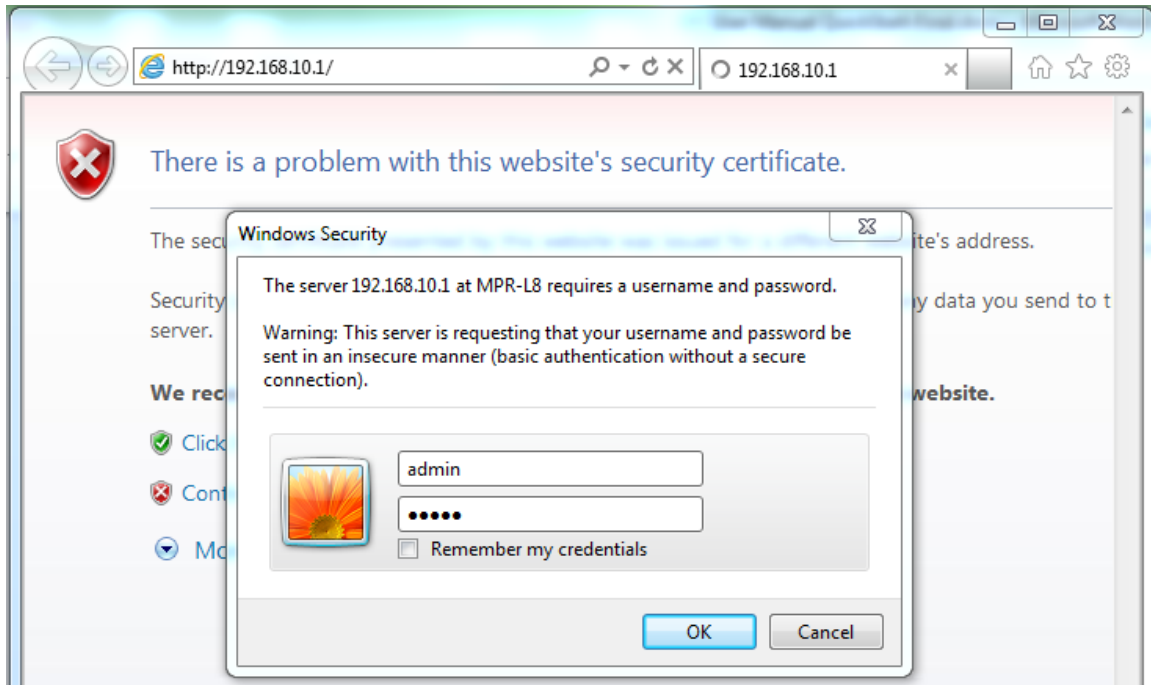 http://192.168.10.1/
192.168.10.1
There is a problem with this website's security certificate.
The secu
ite's address.
Windows Security
The server 192.168.10.1 at MPR-L8 requires a username and password.
Security
y data you send to t
server.
Warning: This server is requesting that your username and password be
sent in an insecure manner (basic authentication without a secure
connection).
We rec
website.
Click
admin
•••••
Cont
Remember my credentials
Mo
OK
Cancel